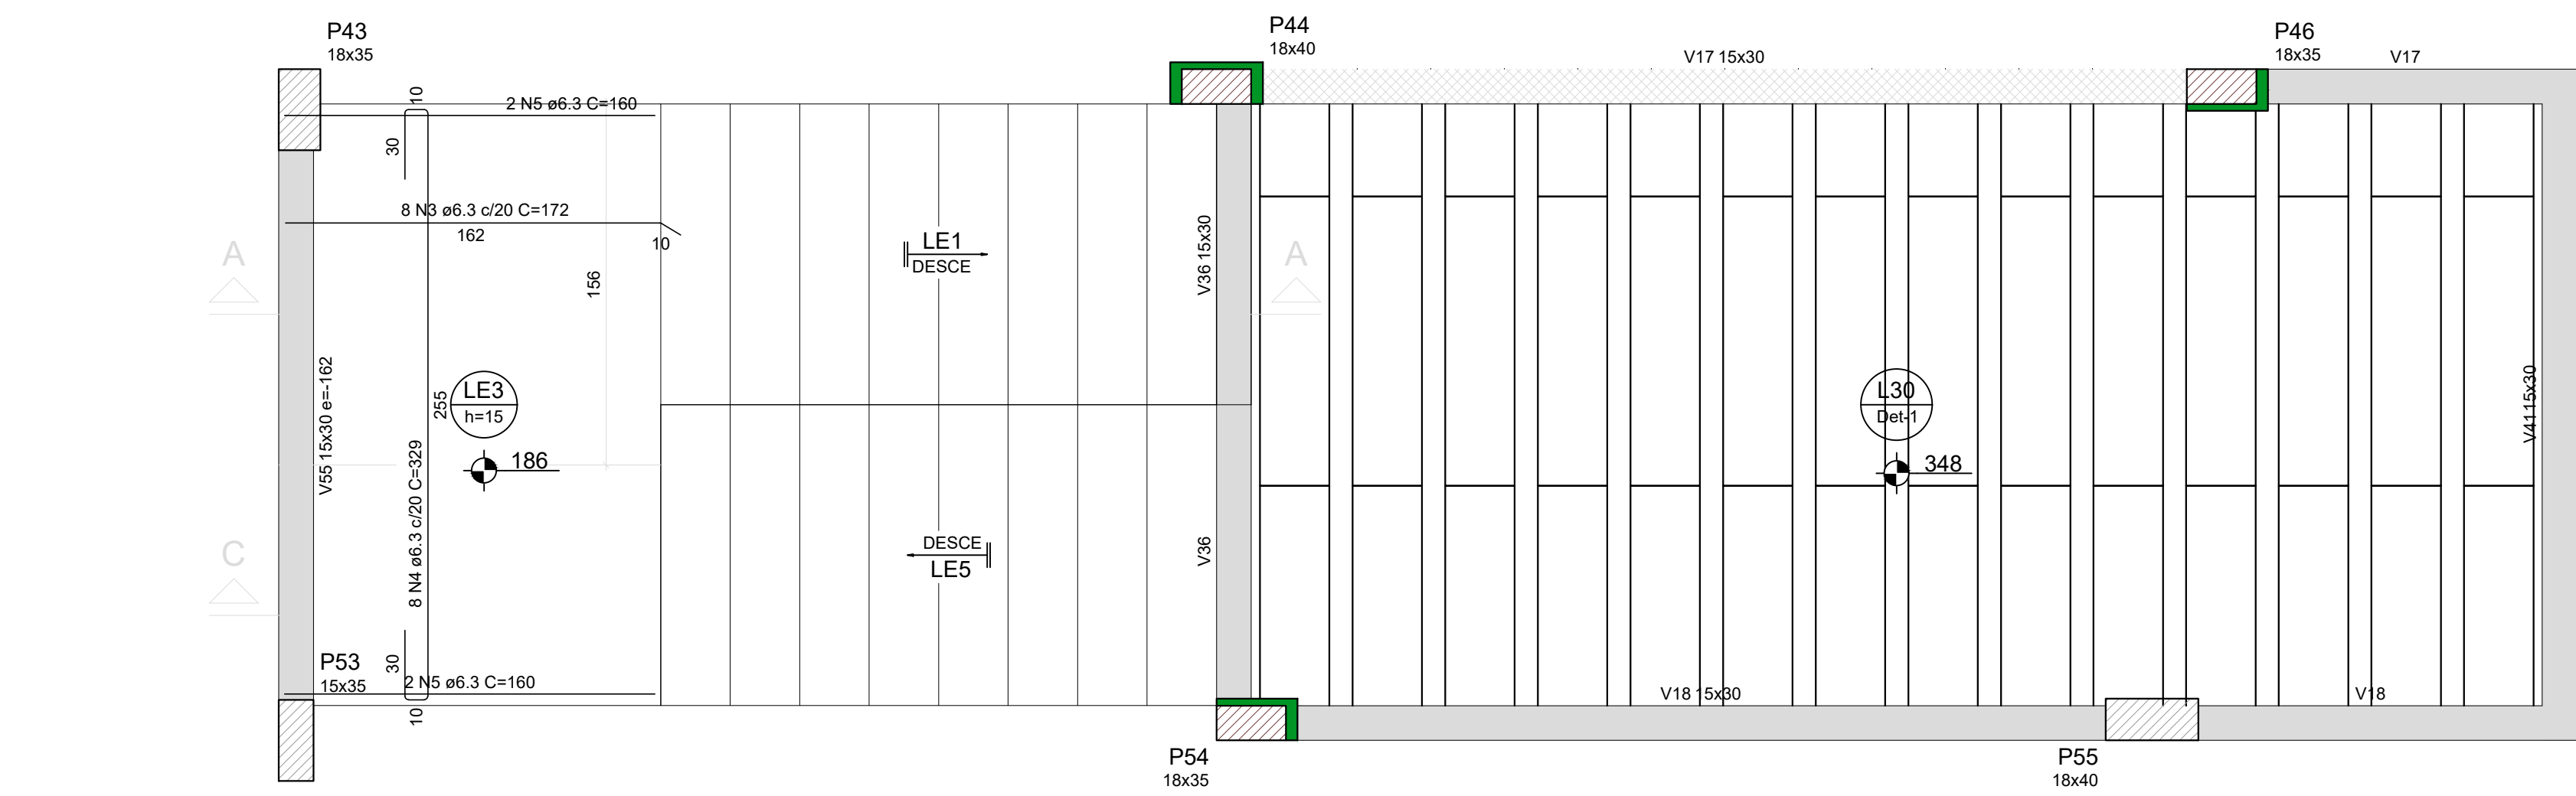 P43
18x35
P44
18x40
V17 15x30
P46
18x35
V17
10
2 N5 ø6.3 C=160
30
8 N3 ø6.3 c/20 C=172
162
10
A
156
LE1
DESCE
V36 15x30
A
V55 15x30 e=-162
255
LE3
h=15
186
8 N4 ø6.3 c/20 C=329
L30
Det-1
348
V41 15x30
C
DESCE
LE5
V36
P53
15x35
30
2 N5 ø6.3 C=160
10
V18 15x30
V18
P54
18x35
P55
18x40